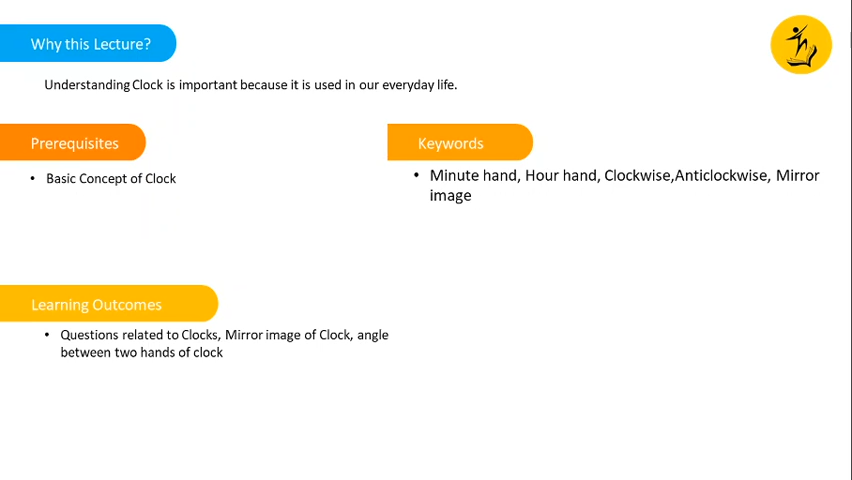 Why this Lecture?
Understanding Clock is important because it is used in our everyday life.
Prerequisites
• Basic Concept of Clock
Keywords
• Minute hand, Hour hand, Clockwise,Anticlockwise, Mirror
image
Learning Outcomes
• Questions related to Clocks, Mirror image of Clock, angle
between two hands of clock